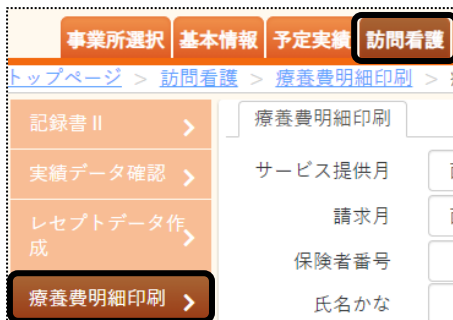 事業所選択 基本情報 予定実績 訪問看護
トップページ > 訪問看護 > 療養費明細印刷 >
記録書Ⅱ
実績データ確認
レセプトデータ作
成
療養費明細印刷
療養費明細印刷
サービス提供月
請求月
保険者番号
氏名かな